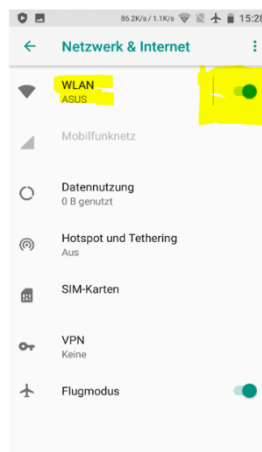 86.2K/s / 1.1K/s 15:28
Netzwerk & Internet
WLAN
ASUS
Mobilfunknetz
Datennutzung
0 B genutzt
Hotspot und Tethering
Aus
SIM-Karten
VPN
Keine
Flugmodus